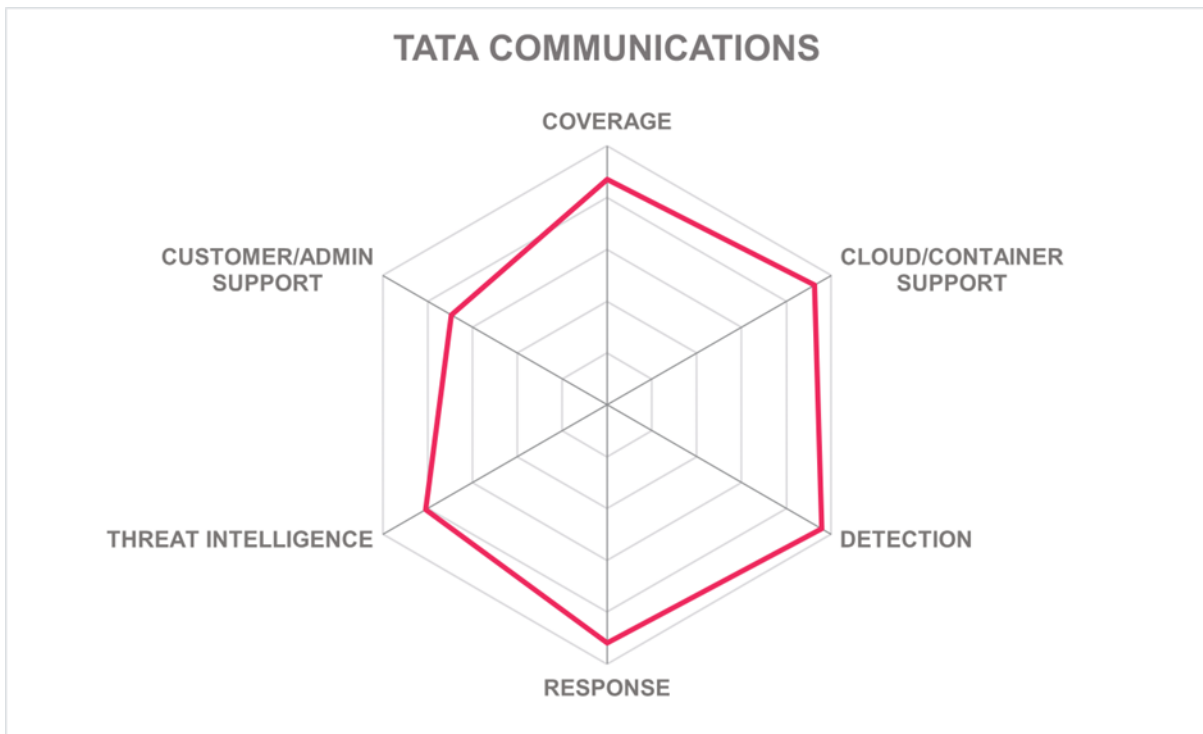 TATA COMMUNICATIONS
COVERAGE
CUSTOMER/ADMIN
SUPPORT
CLOUD/CONTAINER
SUPPORT
THREAT INTELLIGENCE
DETECTION
RESPONSE